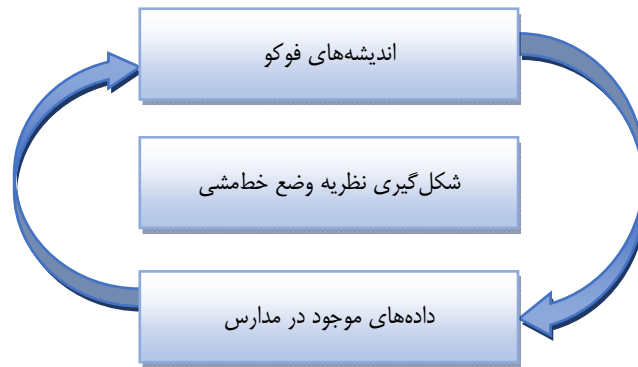 اندیشه‌های فوکو
شکل‌گیری نظریه وضع خط‌مشی
داده‌های موجود در مدارس